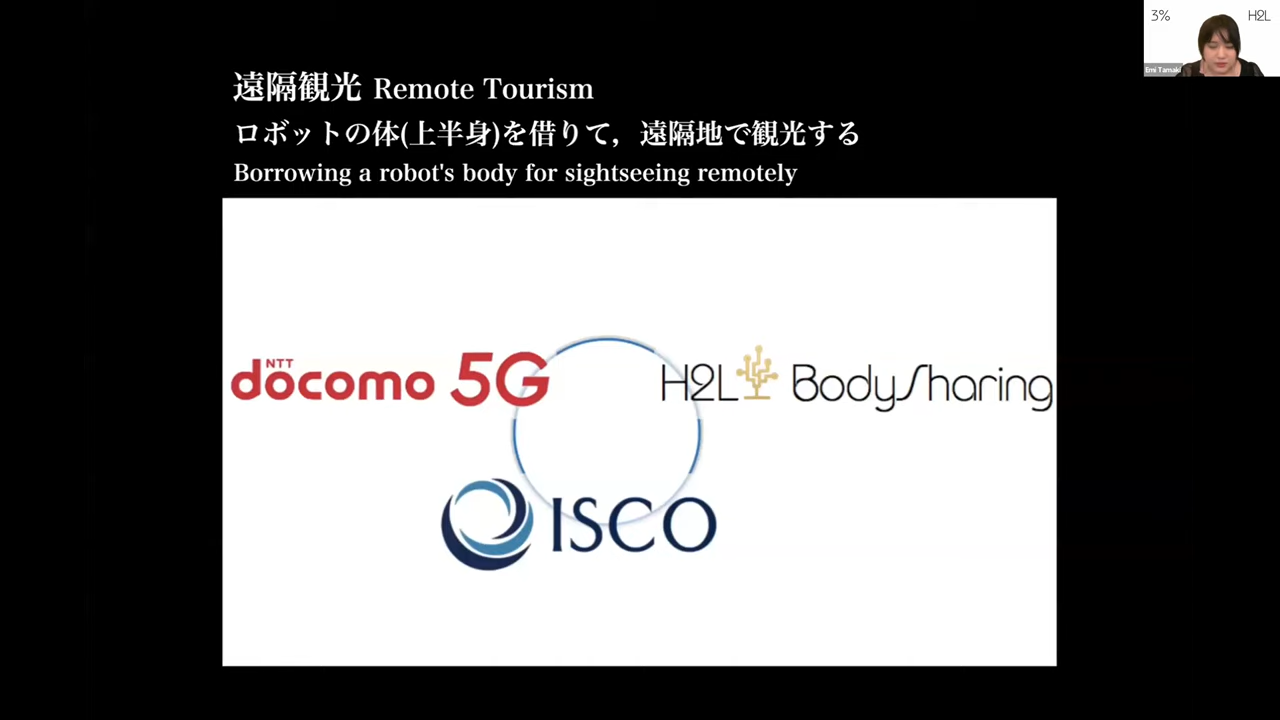 3%
H2L
Emi Tamaki
遠隔観光 Remote Tourism
ロボットの体(上半身)を借りて，遠隔地で観光する
Borrowing a robot's body for sightseeing remotely
NTT
docomo 5G
H2L BodySharing
ISCO